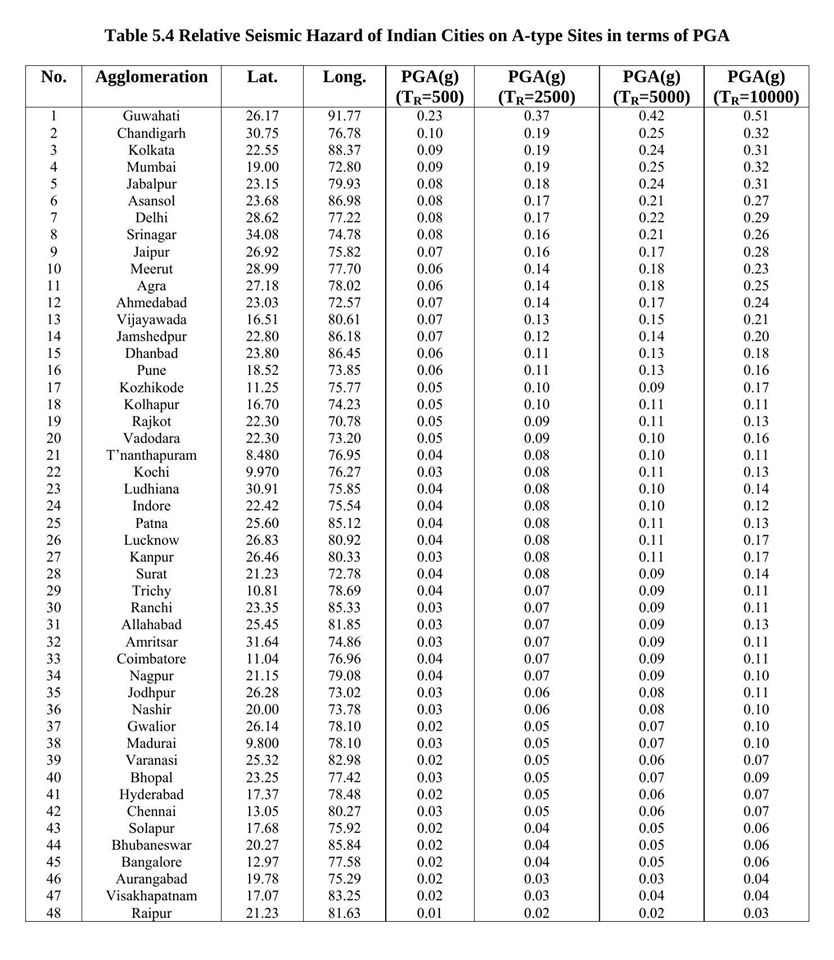 Table 5.4 Relative Seismic Hazard of Indian Cities on A-type Sites in terms of PGA
No. Agglomeration Lat. Long. PGA(g) PGA(g) PGA(g) PGA(g)
(TR=500) (TR=2500) (TR=5000) (TR=10000)
1 Guwahati 26.17 91.77 0.23 0.37 0.42 0.51
2 Chandigarh 30.75 76.78 0.10 0.19 0.25 0.32
3 Kolkata 22.55 88.37 0.09 0.19 0.24 0.31
4 Mumbai 19.00 72.80 0.09 0.19 0.25 0.32
5 Jabalpur 23.15 79.93 0.08 0.18 0.24 0.31
6 Asansol 23.68 86.98 0.08 0.17 0.21 0.27
7 Delhi 28.62 77.22 0.08 0.17 0.22 0.29
8 Srinagar 34.08 74.78 0.08 0.16 0.21 0.26
9 Jaipur 26.92 75.82 0.07 0.16 0.17 0.28
10 Meerut 28.99 77.70 0.06 0.14 0.18 0.23
11 Agra 27.18 78.02 0.06 0.14 0.18 0.25
12 Ahmedabad 23.03 72.57 0.07 0.14 0.17 0.24
13 Vijayawada 16.51 80.61 0.07 0.13 0.15 0.21
14 Jamshedpur 22.80 86.18 0.07 0.12 0.14 0.20
15 Dhanbad 23.80 86.45 0.06 0.11 0.13 0.18
16 Pune 18.52 73.85 0.06 0.11 0.13 0.16
17 Kozhikode 11.25 75.77 0.05 0.10 0.09 0.17
18 Kolhapur 16.70 74.23 0.05 0.10 0.11 0.11
19 Rajkot 22.30 70.78 0.05 0.09 0.11 0.13
20 Vadodara 22.30 73.20 0.05 0.09 0.10 0.16
21 T’nanthapuram 8.480 76.95 0.04 0.08 0.10 0.11
22 Kochi 9.970 76.27 0.03 0.08 0.11 0.13
23 Ludhiana 30.91 75.85 0.04 0.08 0.10 0.14
24 Indore 22.42 75.54 0.04 0.08 0.10 0.12
25 Patna 25.60 85.12 0.04 0.08 0.11 0.13
26 Lucknow 26.83 80.92 0.04 0.08 0.11 0.17
27 Kanpur 26.46 80.33 0.03 0.08 0.11 0.17
28 Surat 21.23 72.78 0.04 0.08 0.09 0.14
29 Trichy 10.81 78.69 0.04 0.07 0.09 0.11
30 Ranchi 23.35 85.33 0.03 0.07 0.09 0.11
31 Allahabad 25.45 81.85 0.03 0.07 0.09 0.13
32 Amritsar 31.64 74.86 0.03 0.07 0.09 0.11
33 Coimbatore 11.04 76.96 0.04 0.07 0.09 0.11
34 Nagpur 21.15 79.08 0.04 0.07 0.09 0.10
35 Jodhpur 26.28 73.02 0.03 0.06 0.08 0.11
36 Nashir 20.00 73.78 0.03 0.06 0.08 0.10
37 Gwalior 26.14 78.10 0.02 0.05 0.07 0.10
38 Madurai 9.800 78.10 0.03 0.05 0.07 0.10
39 Varanasi 25.32 82.98 0.02 0.05 0.06 0.07
40 Bhopal 23.25 77.42 0.03 0.05 0.07 0.09
41 Hyderabad 17.37 78.48 0.02 0.05 0.06 0.07
42 Chennai 13.05 80.27 0.03 0.05 0.06 0.07
43 Solapur 17.68 75.92 0.02 0.04 0.05 0.06
44 Bhubaneswar 20.27 85.84 0.02 0.04 0.05 0.06
45 Bangalore 12.97 77.58 0.02 0.04 0.05 0.06
46 Aurangabad 19.78 75.29 0.02 0.03 0.03 0.04
47 Visakhapatnam 17.07 83.25 0.02 0.03 0.04 0.04
48 Raipur 21.23 81.63 0.01 0.02 0.02 0.03